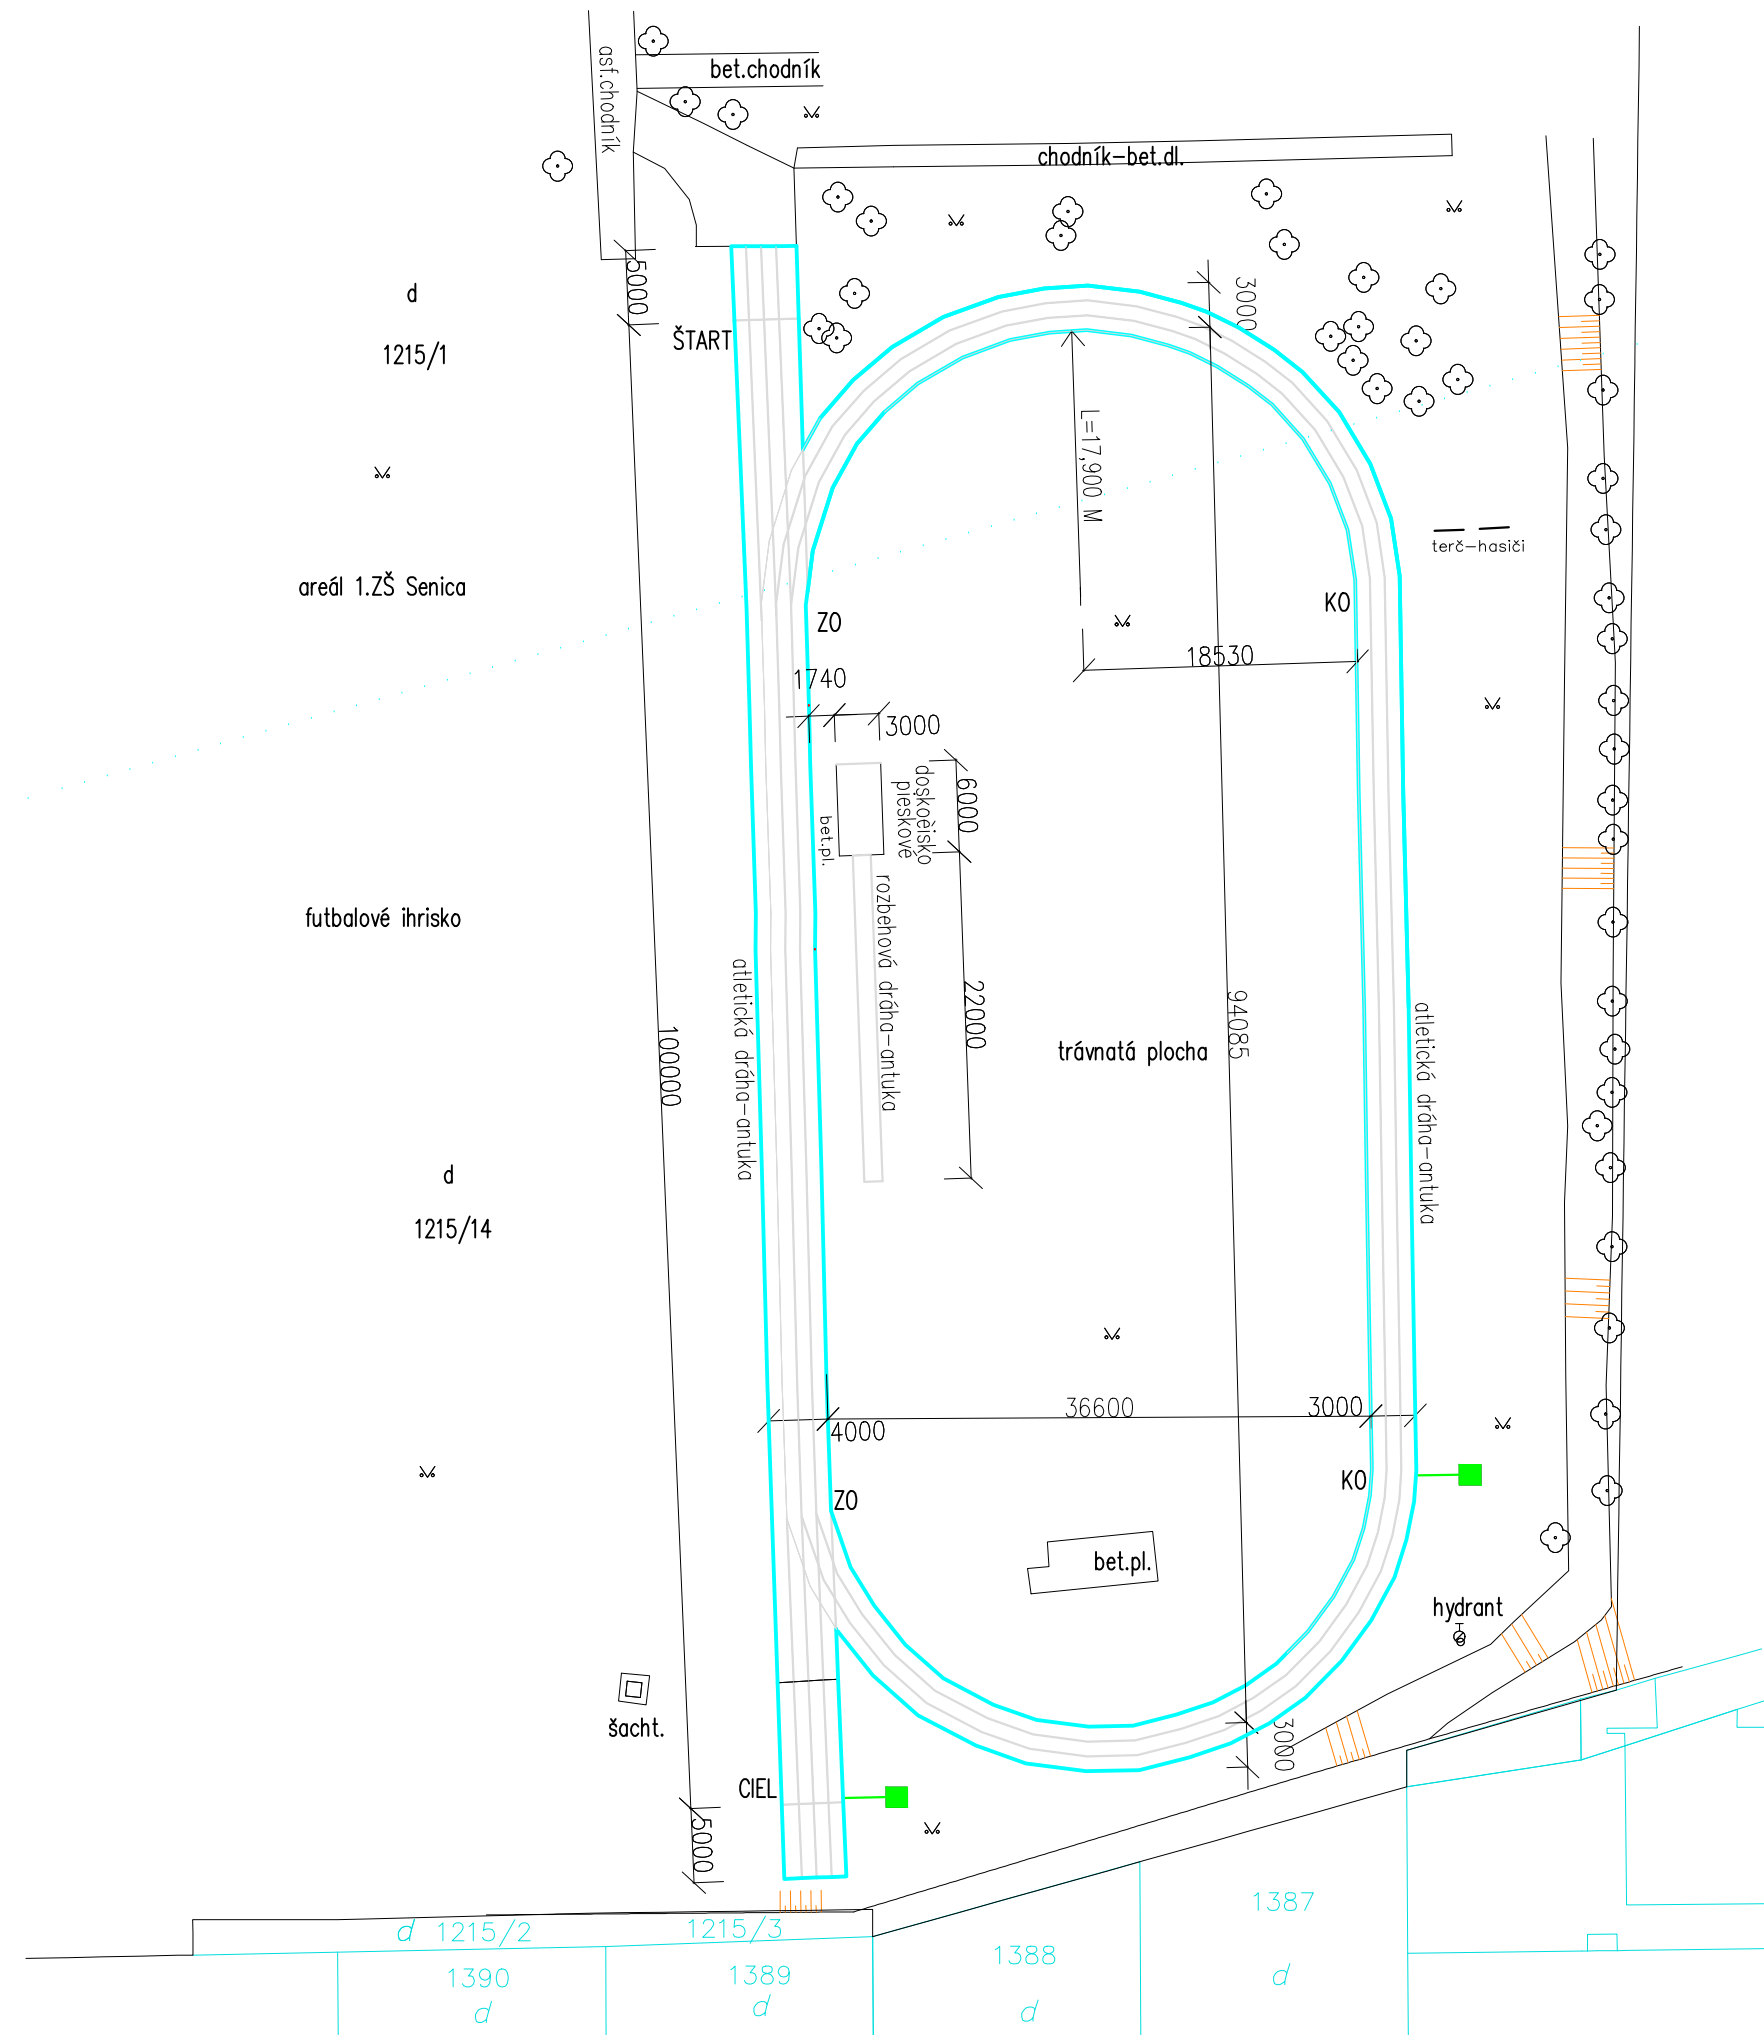 asf.chodník
bet.chodník
chodník-bet.dl.
d
5000
3000
1215/1
ŠTART
L=17,900 M
terč-hasiči
areál 1.ZŠ Senica
ZO
KO
18530
1740
3000
doskoèisko
pieskové
6000
bet.pl.
rozbehová dráha-antuka
futbalové ihrisko
atletická dráha-antuka
22000
100000
trávnatá plocha
94085
atletická dráha-antuka
d
1215/14
36600
3000
4000
ZO
KO
bet.pl.
hydrant
šacht.
3000
CIEL
5000
d 1215/2
1215/3
1387
1390
1389
1388
d
d
d
d